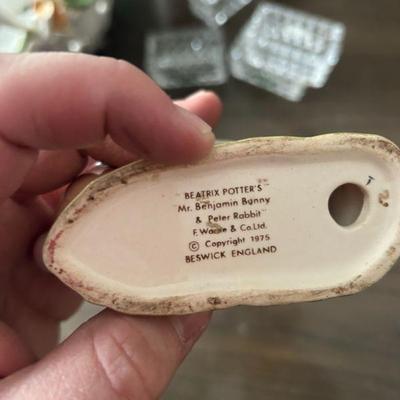 BEATRIX POTTER'S
Mr. Benjamin Bunny
& Peter Rabbit
F. Warne & Co. Ltd.
© Copyright 1975
BESWICK ENGLAND